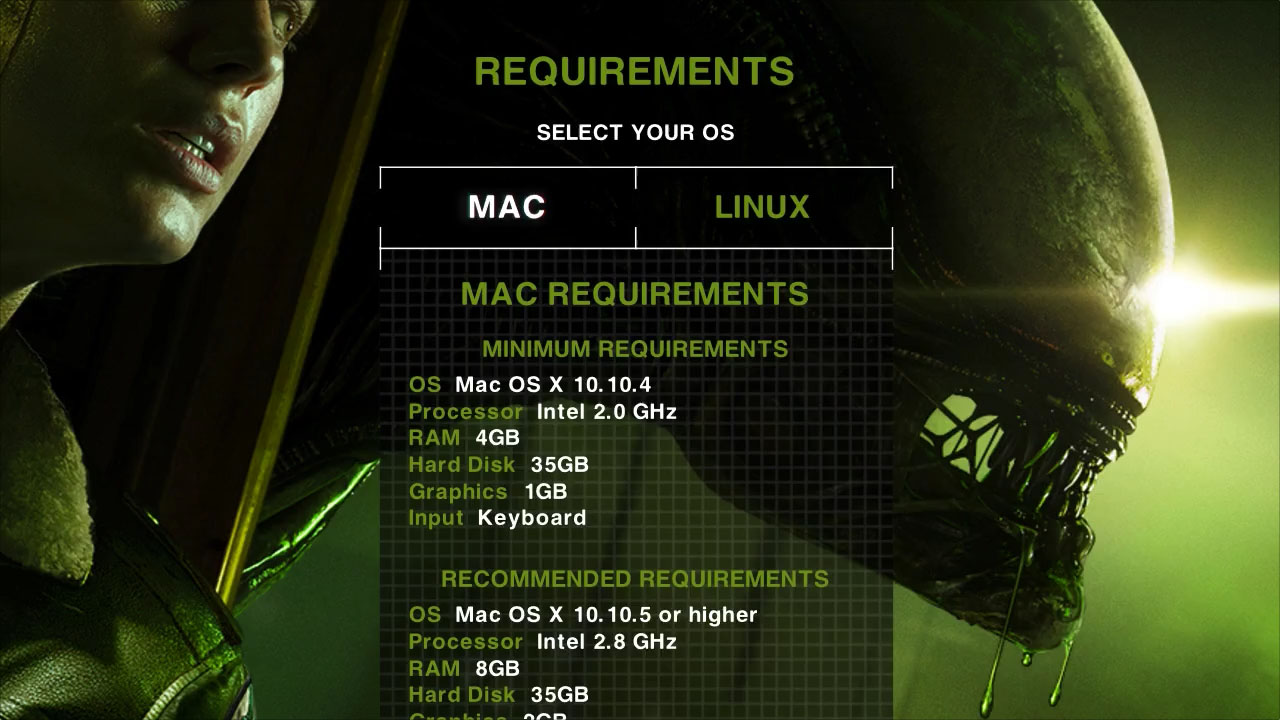 REQUIREMENTS
SELECT YOUR OS
MAC LINUX
MAC REQUIREMENTS
MINIMUM REQUIREMENTS
OS Mac OS X 10.10.4
Processor Intel 2.0 GHz
RAM 4GB
Hard Disk 35GB
Graphics 1GB
Input Keyboard
RECOMMENDED REQUIREMENTS
OS Mac OS X 10.10.5 or higher
Processor Intel 2.8 GHz
RAM 8GB
Hard Disk 35GB
Graphics 2GB